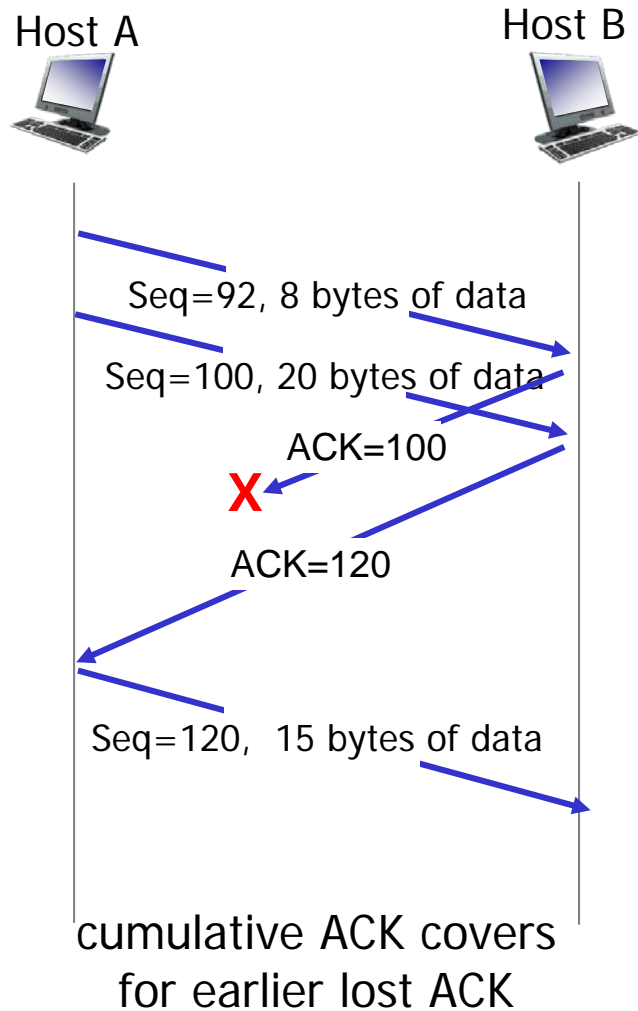 Host A
Host B
Seq=92, 8 bytes of data
Seq=100, 20 bytes of data
ACK=100
X
ACK=120
Seq=120, 15 bytes of data
cumulative ACK covers
for earlier lost ACK